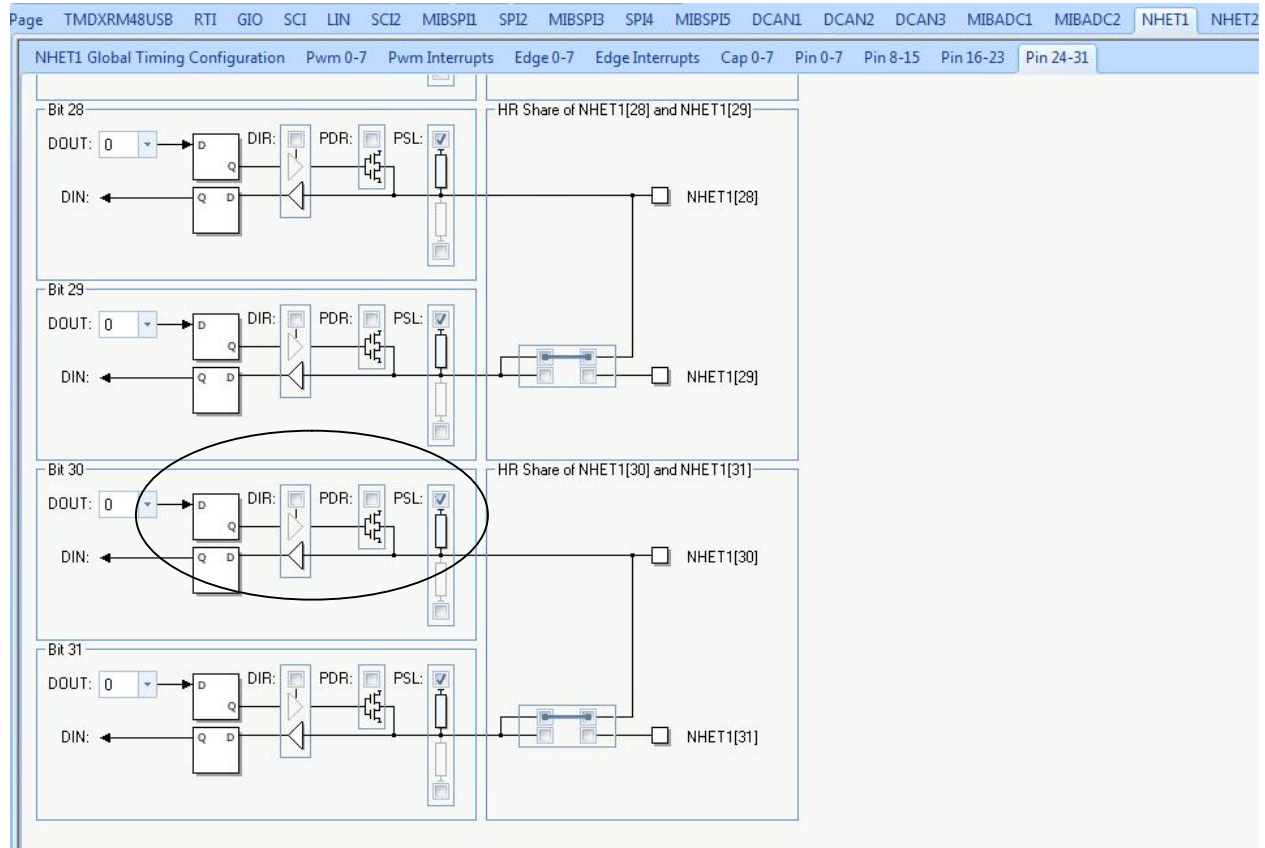 Page TMDXRM48USB RTI GIO SCI LIN SCI2 MIBSPI1 SPI2 MIBSPI3 SPI4 MIBSPI5 DCAN1 DCAN2 DCAN3 MIBADC1 MIBADC2 NHET1 NHET2
NHET1 Global Timing Configuration Pwm 0-7 Pwm Interrupts Edge 0-7 Edge Interrupts Cap 0-7 Pin 0-7 Pin 8-15 Pin 16-23 Pin 24-31
Bit 28 HR Share of NHET1[28] and NHET1[29]
DOUT: 0 D DIR: PDR: PSL:
Q
DIN: Q D NHET1[28]
Bit 29
DOUT: 0 D DIR: PDR: PSL:
Q
DIN: Q D NHET1[29]
Bit 30 HR Share of NHET1[30] and NHET1[31]
DOUT: 0 D DIR: PDR: PSL:
Q
DIN: Q D NHET1[30]
Bit 31
DOUT: 0 D DIR: PDR: PSL:
Q
DIN: Q D NHET1[31]